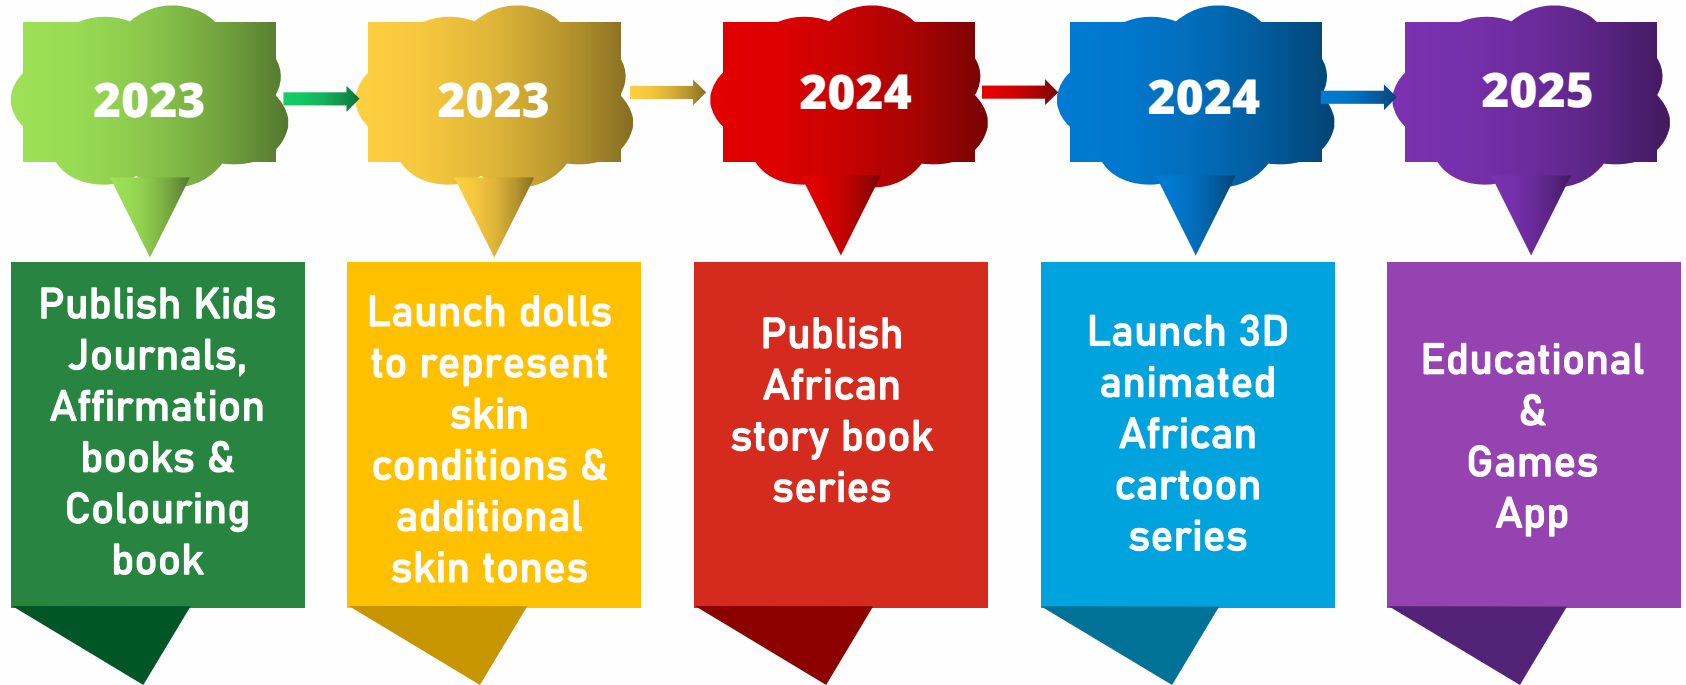 2023
2023
2024
2024
2025
Publish Kids
Journals,
Affirmation
books &
Colouring
book
Launch dolls
to represent
skin
conditions &
additional
skin tones
Publish
African
story book
series
Launch 3D
animated
African
cartoon
series
Educational
&
Games
App